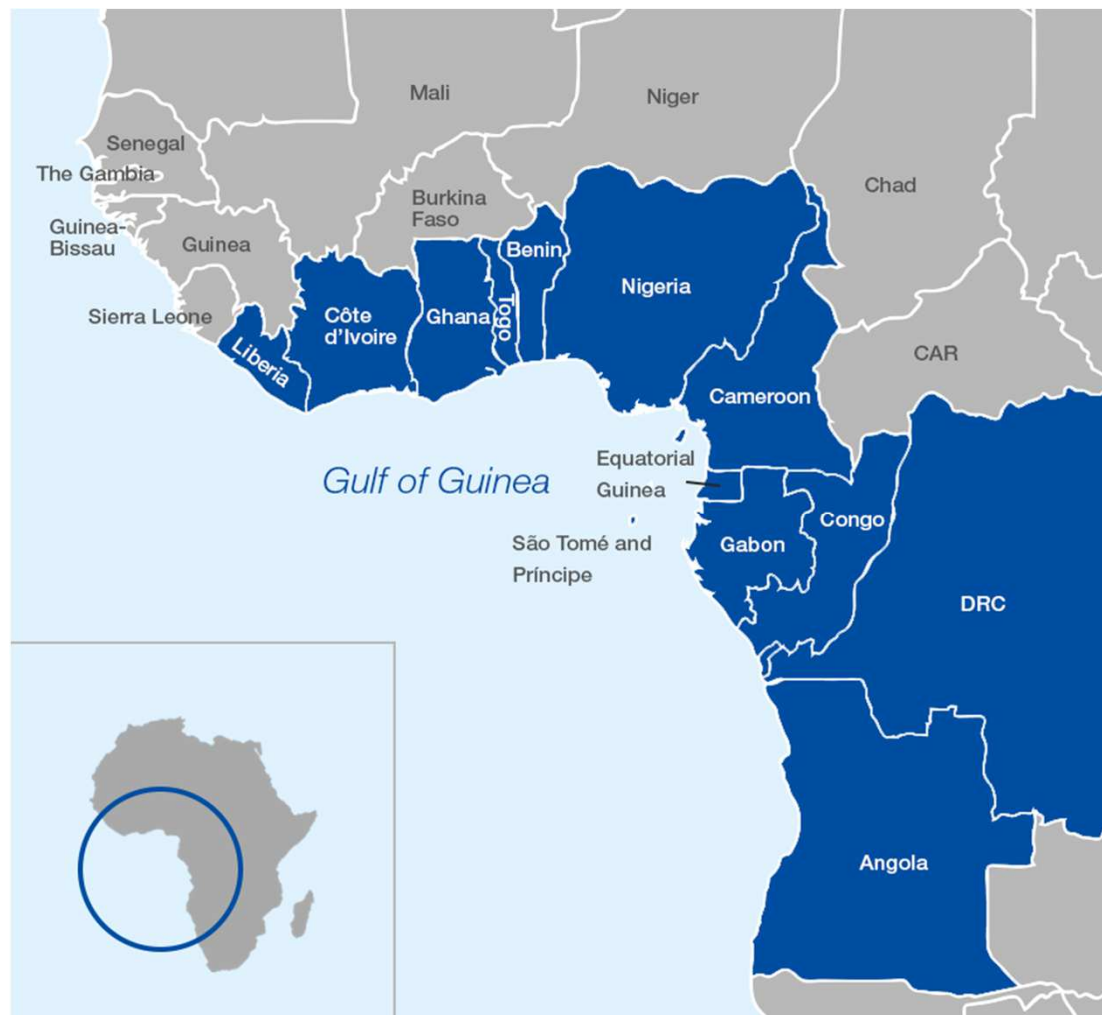 Mali
Niger
Senegal
The Gambia
Chad
Burkina
Faso
Guinea-
Bissau
Guinea
Benin
Nigeria
Togo
Côte
d'Ivoire
Ghana
Sierra Leone
Liberia
CAR
Cameroon
Equatorial
Guinea
Gulf of Guinea
Congo
São Tomé and
Príncipe
Gabon
DRC
Angola